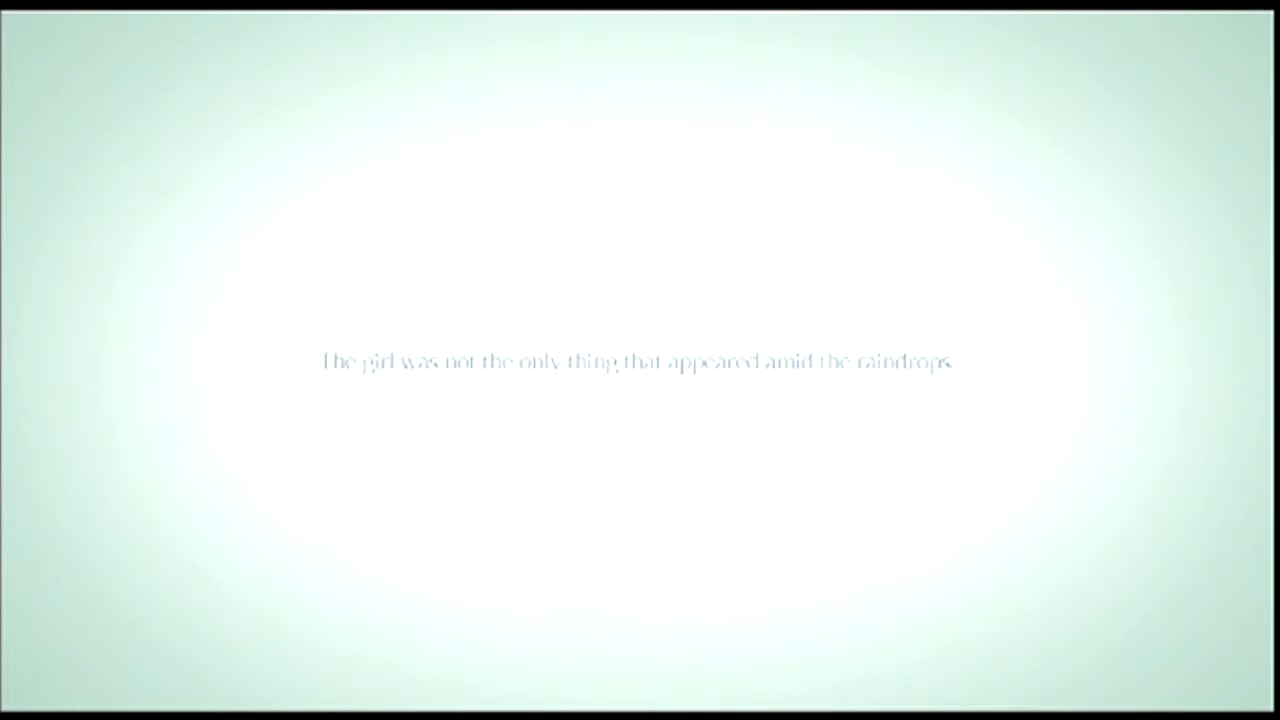 The girl was not the only thing that appeared amid the raindrops.